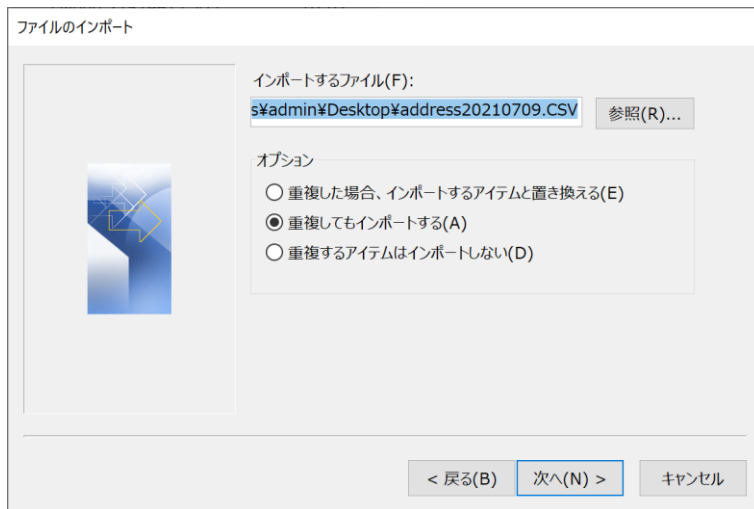 ファイルのインポート
インポートするファイル(F):
s¥admin¥Desktop¥address20210709.CSV
参照(R)...
オプション
重複した場合、インポートするアイテムと置き換える(E)
重複してもインポートする(A)
重複するアイテムはインポートしない(D)
< 戻る(B)
次へ(N) >
キャンセル